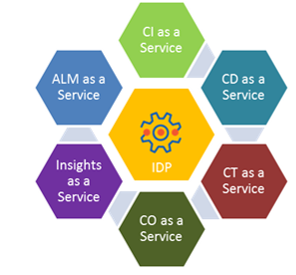 CI as a
Service
ALM as a
Service
CD as a
Service
IDP
Insights
as a
Service
CT as a
Service
CO as a
Service